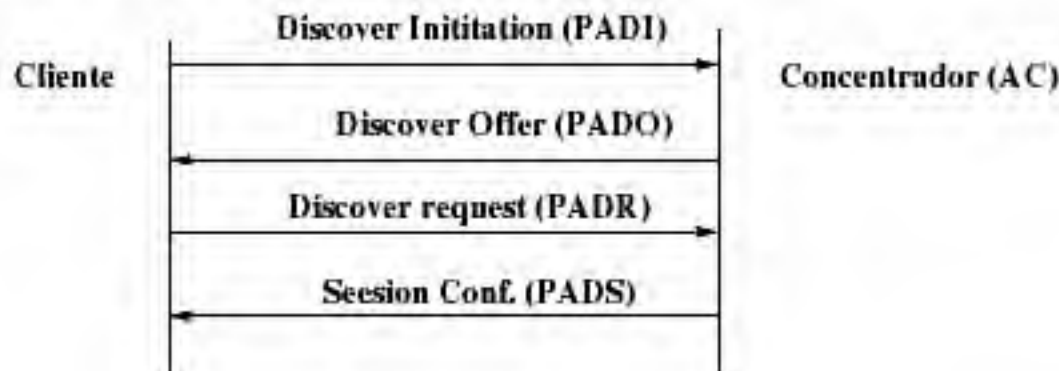 Discover Inititation (PADI)
Cliente
Concentrador (AC)
Discover Offer (PADO)
Discover request (PADR)
Seesion Conf. (PADS)